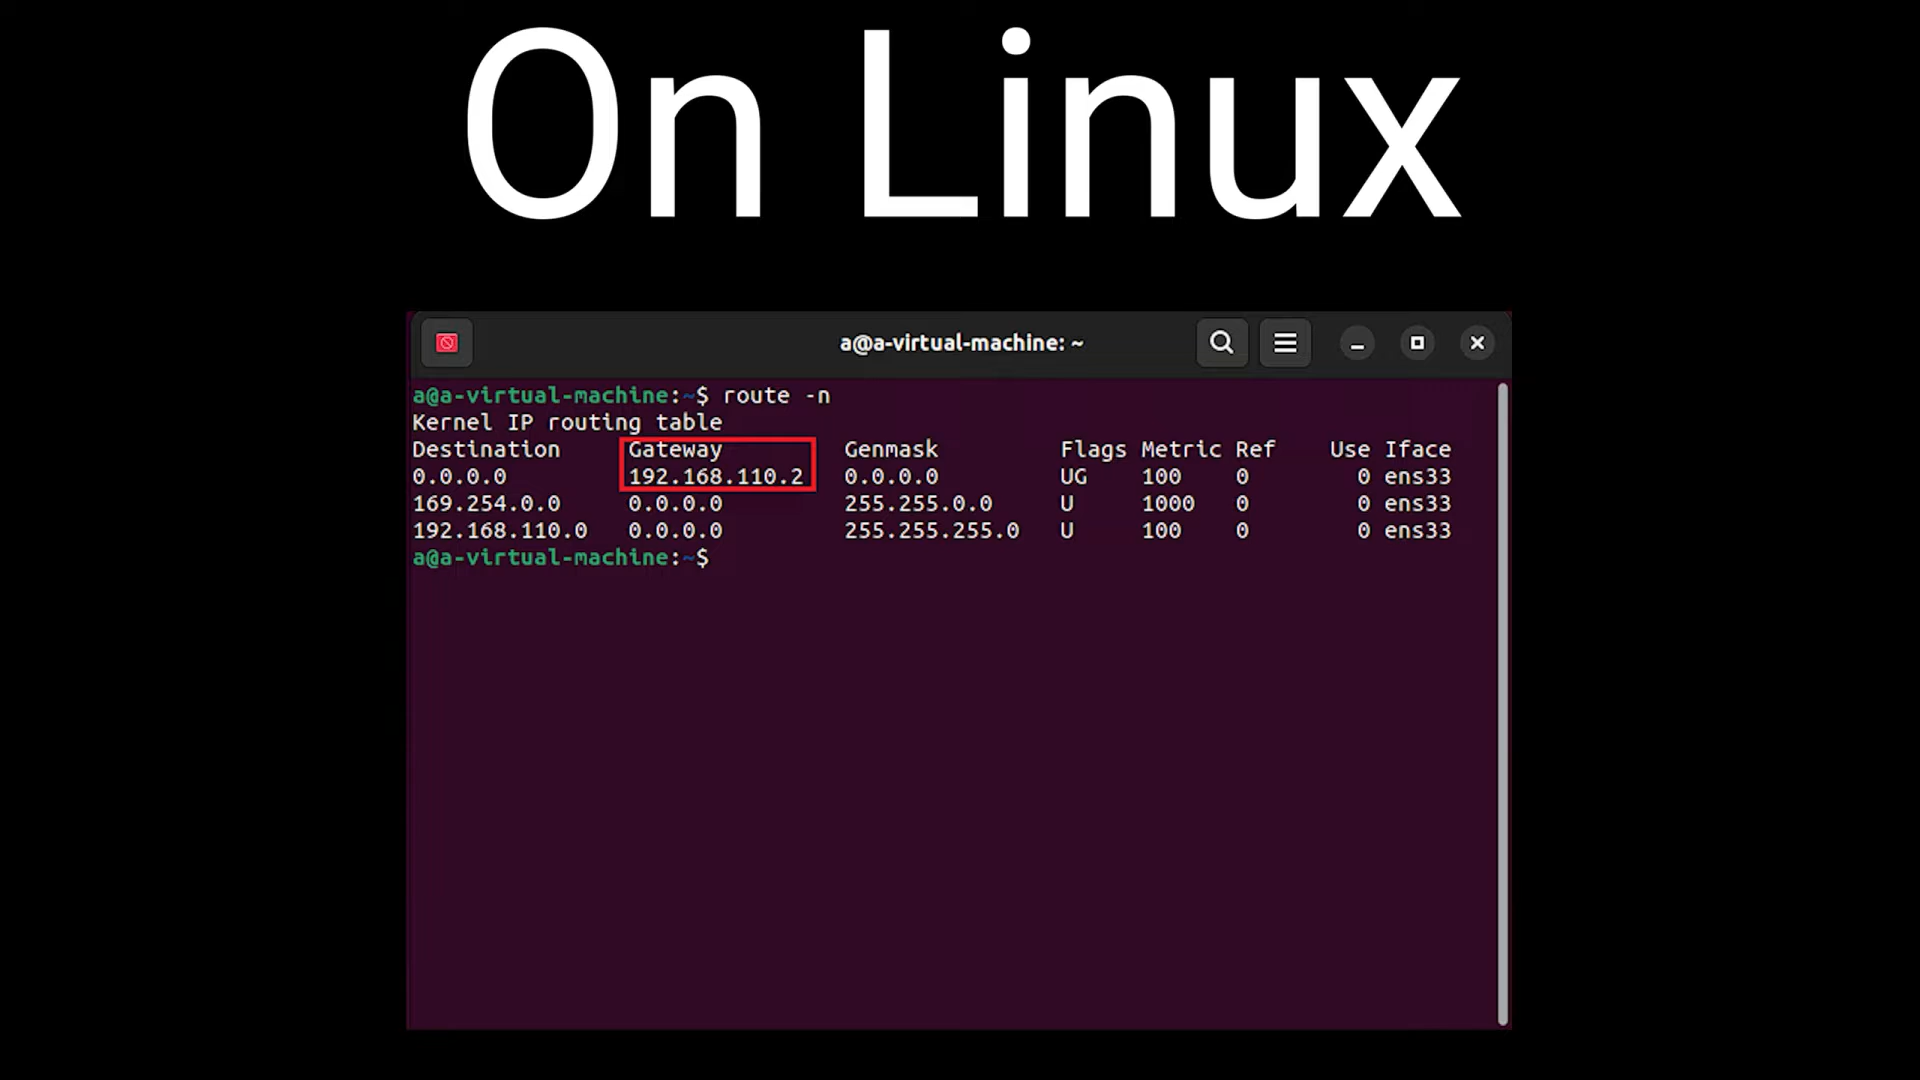 On Linux
a@a-virtual-machine: ~
a@a-virtual-machine:~$ route -n
Kernel IP routing table
Destination Gateway Genmask Flags Metric Ref Use Iface
0.0.0.0 192.168.110.2 0.0.0.0 UG 100 0 0 ens33
169.254.0.0 0.0.0.0 255.255.0.0 U 1000 0 0 ens33
192.168.110.0 0.0.0.0 255.255.255.0 U 100 0 0 ens33
a@a-virtual-machine:~$